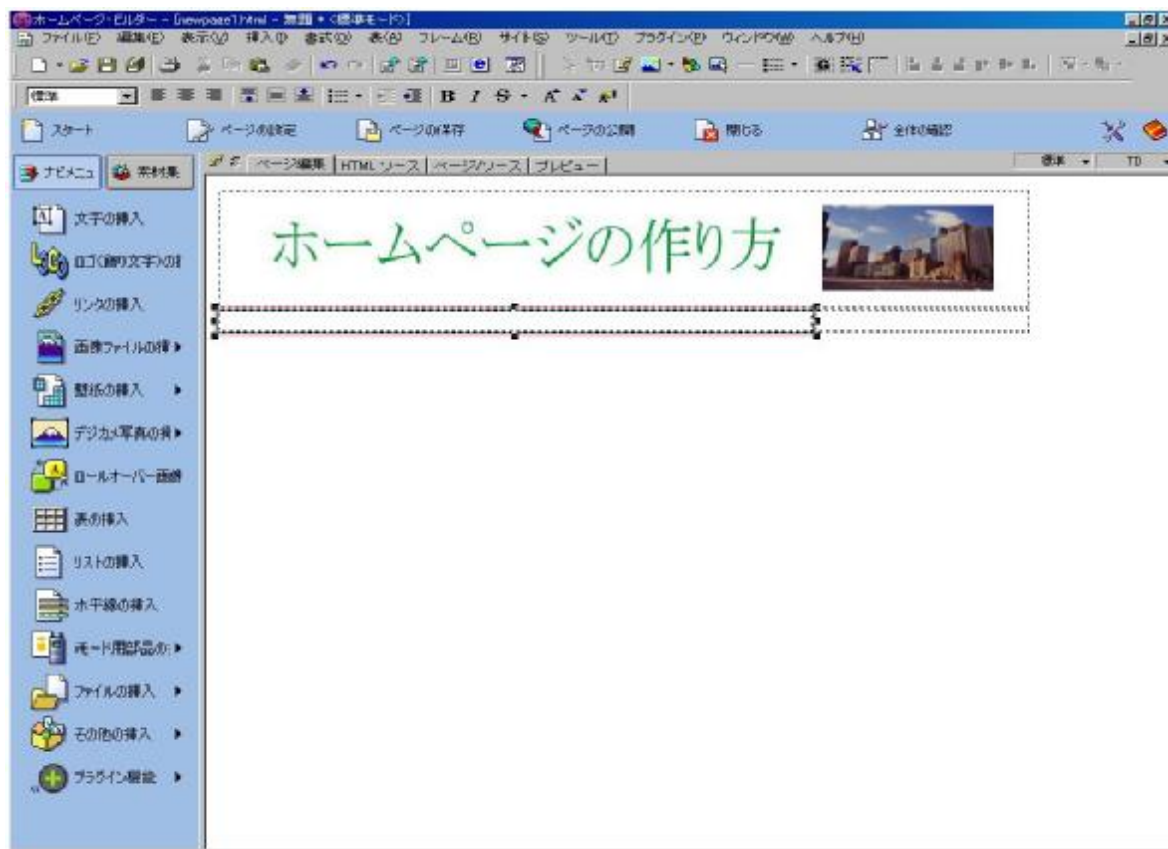 ホームページ・ビルダー - [newpage1.html - 無題 * <標準モード>]
ファイル(F) 編集(E) 表示(V) 挿入(I) 書式(O) 表(A) フレーム(R) サイト(S) ツール(T) プラグイン(P) ウィンドウ(W) ヘルプ(H)
標準 B I S
スタート ページの設定 ページの保存 ページの公開 閉じる 全体の確認
ナビメニュ 素材集 ページ編集 HTML ソース ページ/ソース プレビュー 標準 TD
文字の挿入
ロゴ(飾り文字)の挿
リンクの挿入
画像ファイルの挿
壁紙の挿入
デジカメ写真の挿
ロールオーバー画像
表の挿入
リストの挿入
水平線の挿入
iモード用部品の
ファイルの挿入
その他の挿入
プラグイン機能
ホームページの作り方